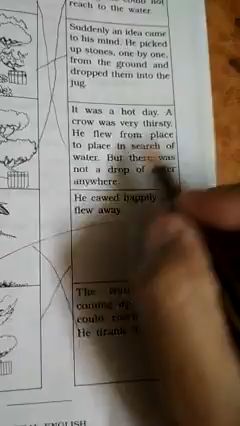 reach to the water.
Suddenly an idea came
to his mind. He picked
up stones, one by one,
from the ground and
dropped them into the
jug.
It was a hot day. A
crow was very thirsty.
He flew from place
to place in search of
water. But there was
not a drop of
anywhere.
He cawed happily
flew away
The
coming
could
He drank
ENGLISH